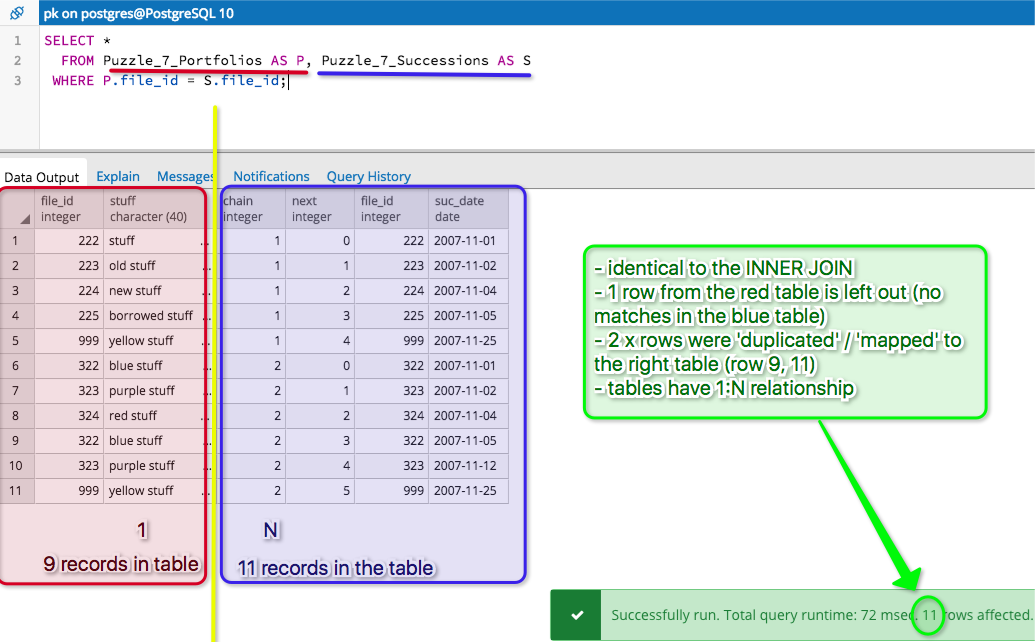 pk on postgres@PostgreSQL 10
1 SELECT *
2 FROM Puzzle_7_Portfolios AS P, Puzzle_7_Successions AS S
3 WHERE P.file_id = S.file_id;
Data Output Explain Messages Notifications Query History
file_id stuff chain next file_id suc_date
integer character (40) integer integer integer date
1 222 stuff ... 1 0 222 2007-11-01
2 223 old stuff ... 1 1 223 2007-11-02
3 224 new stuff ... 1 2 224 2007-11-04
4 225 borrowed stuff ... 1 3 225 2007-11-05
5 999 yellow stuff ... 1 4 999 2007-11-25
6 322 blue stuff ... 2 0 322 2007-11-01
7 323 purple stuff ... 2 1 323 2007-11-02
8 324 red stuff ... 2 2 324 2007-11-04
9 322 blue stuff ... 2 3 322 2007-11-05
10 323 purple stuff ... 2 4 323 2007-11-12
11 999 yellow stuff ... 2 5 999 2007-11-25
1 N
9 records in table 11 records in the table
- identical to the INNER JOIN
- 1 row from the red table is left out (no
matches in the blue table)
- 2 x rows were 'duplicated' / 'mapped' to
the right table (row 9, 11)
- tables have 1:N relationship
Successfully run. Total query runtime: 72 msec. 11 rows affected.